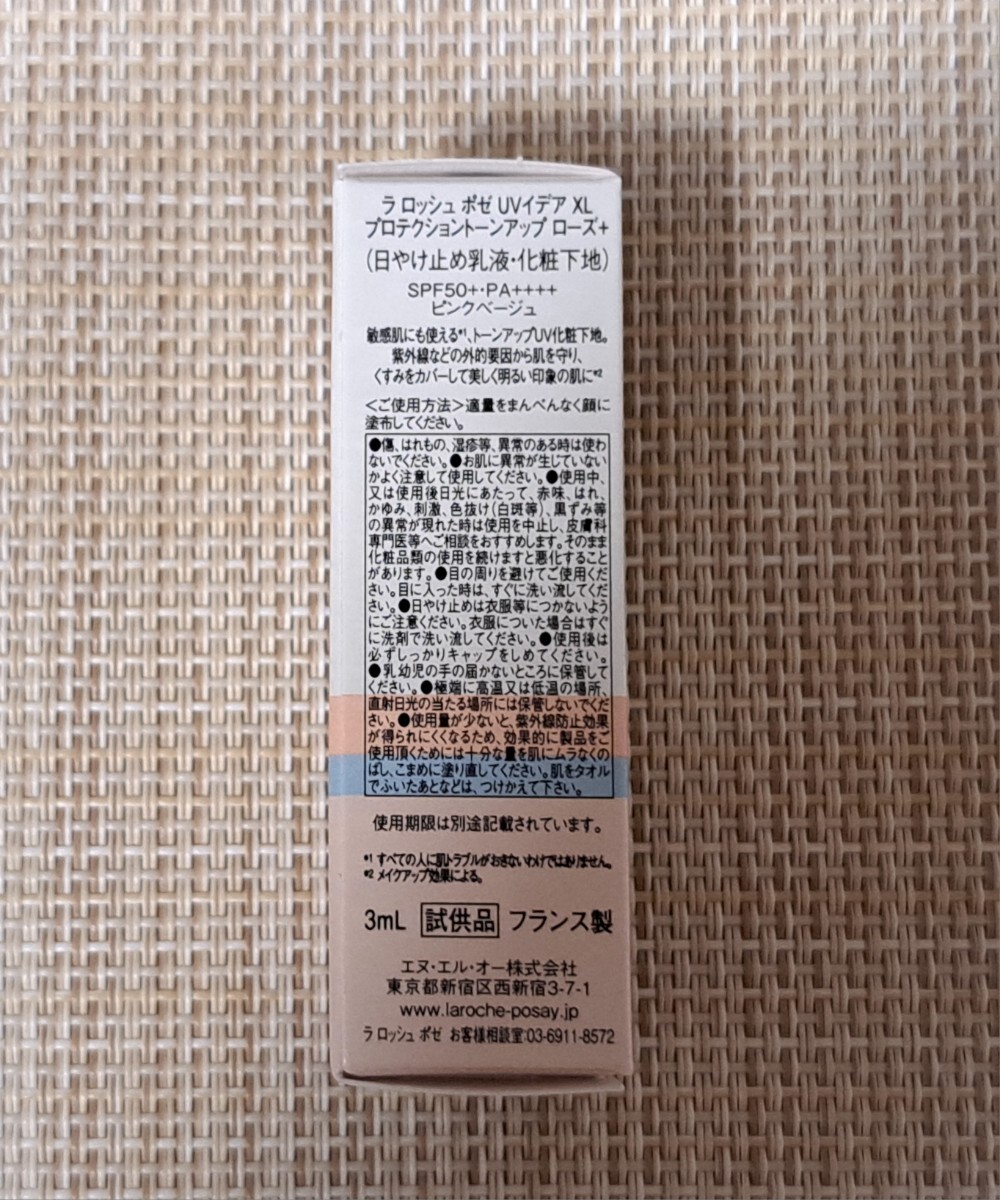 ラ ロッシュ ポゼ UVイデア XL
プロテクショントーンアップ ローズ+
(日やけ止め乳液・化粧下地)
SPF50+・PA++++
ピンクベージュ
敏感肌にも使える*1、トーンアップUV化粧下地。
紫外線などの外的要因から肌を守り、
くすみをカバーして美しく明るい印象の肌に*2
＜ご使用方法＞適量をまんべんなく顔に
塗布してください。
●傷、はれもの、湿疹等、異常のある時は使わ
ないでください。●お肌に異常が生じていない
かよく注意して使用してください。●使用中、
又は使用後日光にあたって、赤味、はれ、
かゆみ、刺激、色抜け(白斑等)、黒ずみ等
の異常が現れた時は使用を中止し、皮膚科
専門医等へご相談をおすすめします。そのまま
化粧品類の使用を続けますと悪化すること
があります。●目の周りを避けてご使用くだ
さい。目に入った時は、すぐに洗い流してくだ
さい。●日やけ止めは衣服等につかないよう
にご注意ください。衣服についた場合はすぐ
に洗剤で洗い流してください。●使用後は
必ずしっかりキャップをしめてください。
●乳幼児の手の届かないところに保管して
ください。●極端に高温又は低温の場所、
直射日光の当たる場所には保管しないでくだ
さい。●使用量が少ないと、紫外線防止効果
が得られにくくなるため、効果的に製品をご
使用頂くためには十分な量を肌にムラなくの
ばし、こまめに塗り直してください。肌をタオル
でふいたあとなどは、つけかえて下さい。
使用期限は別途記載されています。
*1 すべての人に肌トラブルがおきないわけではありません。
*2 メイクアップ効果による。
3mL 試供品 フランス製
エヌ・エル・オー株式会社
東京都新宿区西新宿3-7-1
www.laroche-posay.jp
ラ ロッシュ ポゼ お客様相談室:03-6911-8572